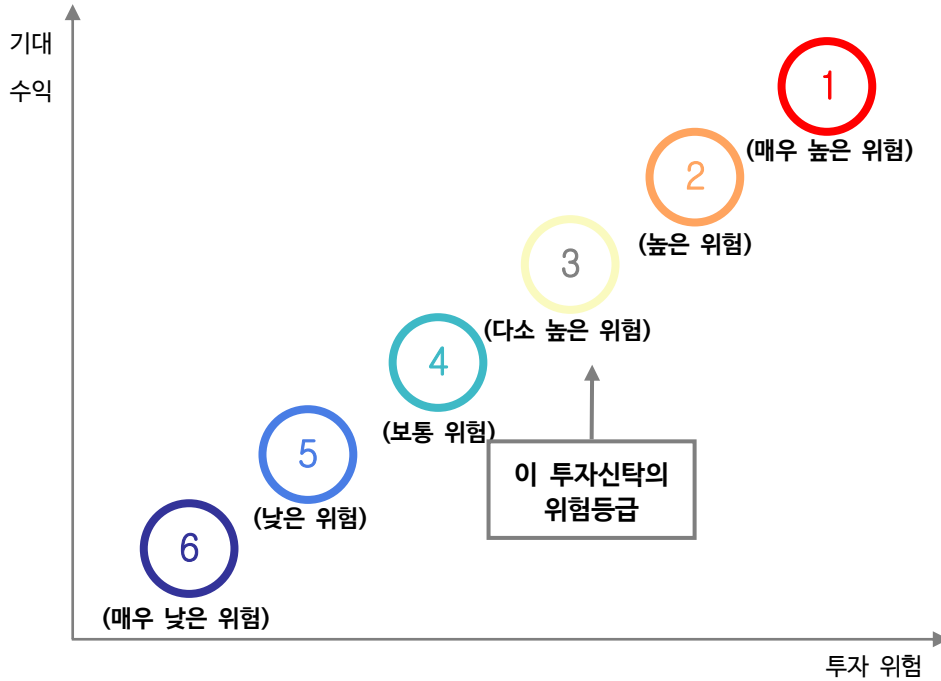 기대
수익
1
(매우 높은 위험)
2
(높은 위험)
3
(다소 높은 위험)
4
(보통 위험)
이 투자신탁의
위험등급
5
(낮은 위험)
6
(매우 낮은 위험)
투자 위험